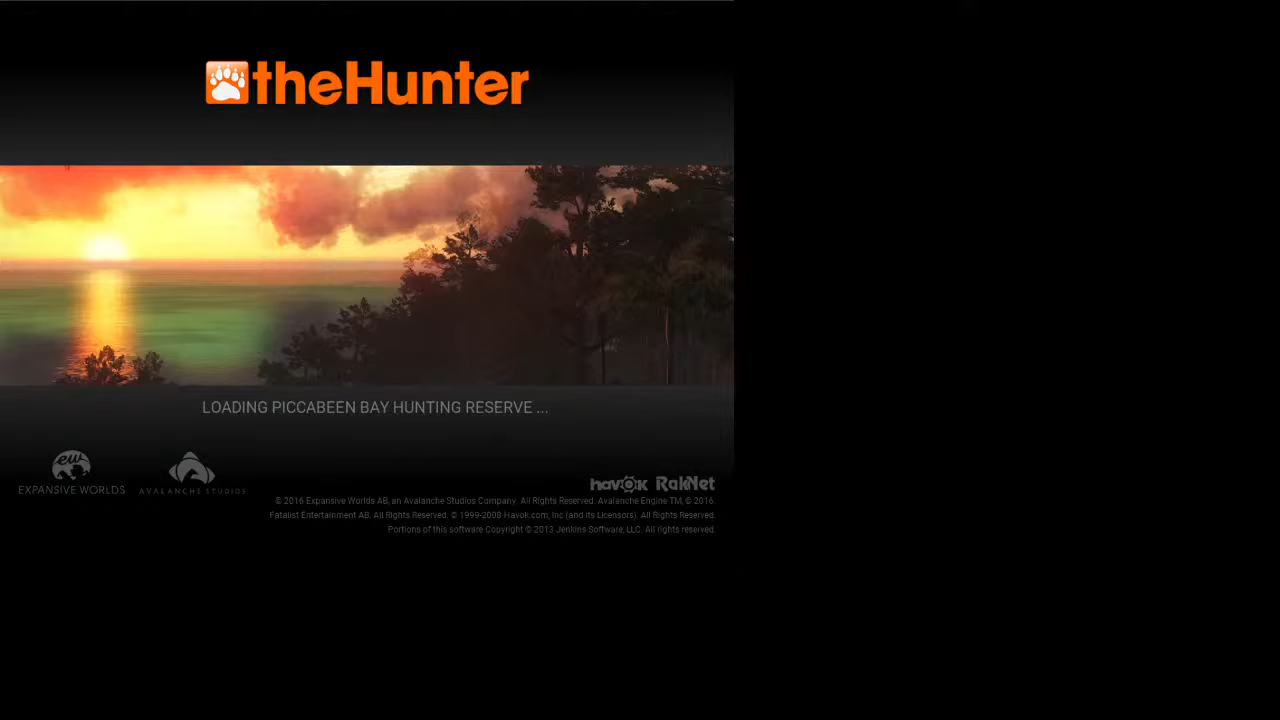 theHunter
LOADING PICCABEEN BAY HUNTING RESERVE ...
ew
EXPANSIVE WORLDS
AVALANCHE STUDIOS
havok RakNet
© 2016 Expansive Worlds AB, an Avalanche Studios Company. All Rights Reserved. Avalanche Engine TM, © 2016.
Fatalist Entertainment AB. All Rights Reserved. © 1999-2008 Havok.com, Inc (and its Licensors). All Rights Reserved.
Portions of this software Copyright © 2013 Jenkins Software, LLC. All rights reserved.